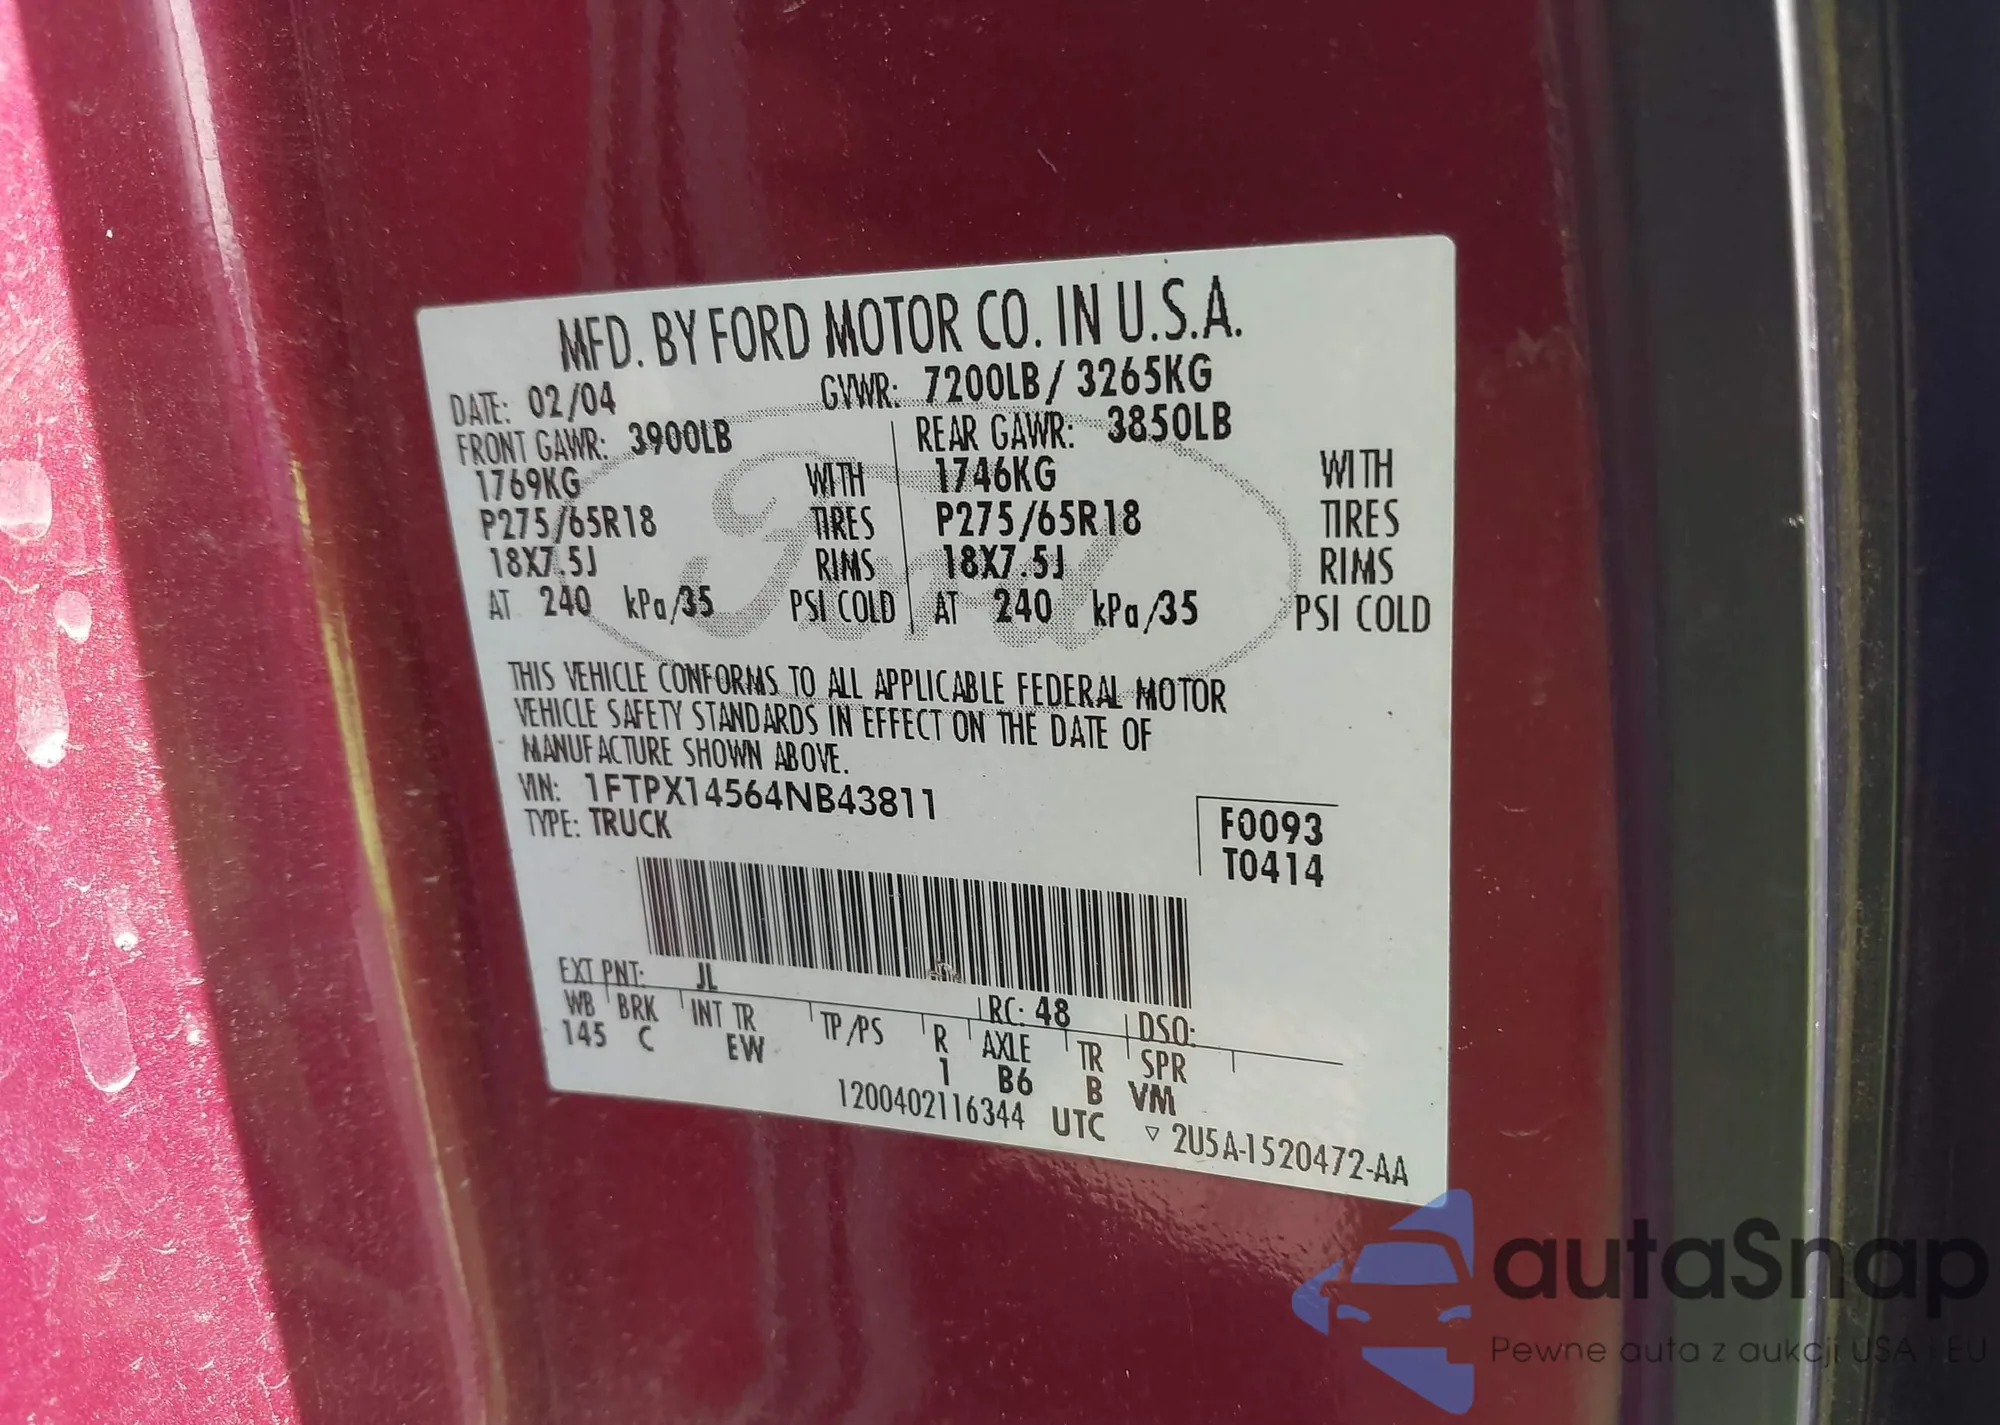 MFD. BY FORD MOTOR CO. IN U.S.A.
DATE: 02/04 GVWR: 7200LB/ 3265KG
FRONT GAWR: 3900LB REAR GAWR: 3850LB
1769KG WITH 1746KG WITH
P275/65R18 TIRES P275/65R18 TIRES
18X7.5J RIMS 18X7.5J RIMS
AT 240 kPa/35 PSI COLD AT 240 kPa/35 PSI COLD
Ford
THIS VEHICLE CONFORMS TO ALL APPLICABLE FEDERAL MOTOR
VEHICLE SAFETY STANDARDS IN EFFECT ON THE DATE OF
MANUFACTURE SHOWN ABOVE.
VIN: 1FTPX14564NB43811
TYPE: TRUCK
F0093
T0414
EXT PNT: JL RC: 48 DSO:
WB BRK INT TR TP/PS R AXLE TR SPR
145 C EW 1 B6 B VM
1200402116344 UTC ▽ 2U5A-1520472-AA
autaSnap
Pewne auta z aukcji USA i EU